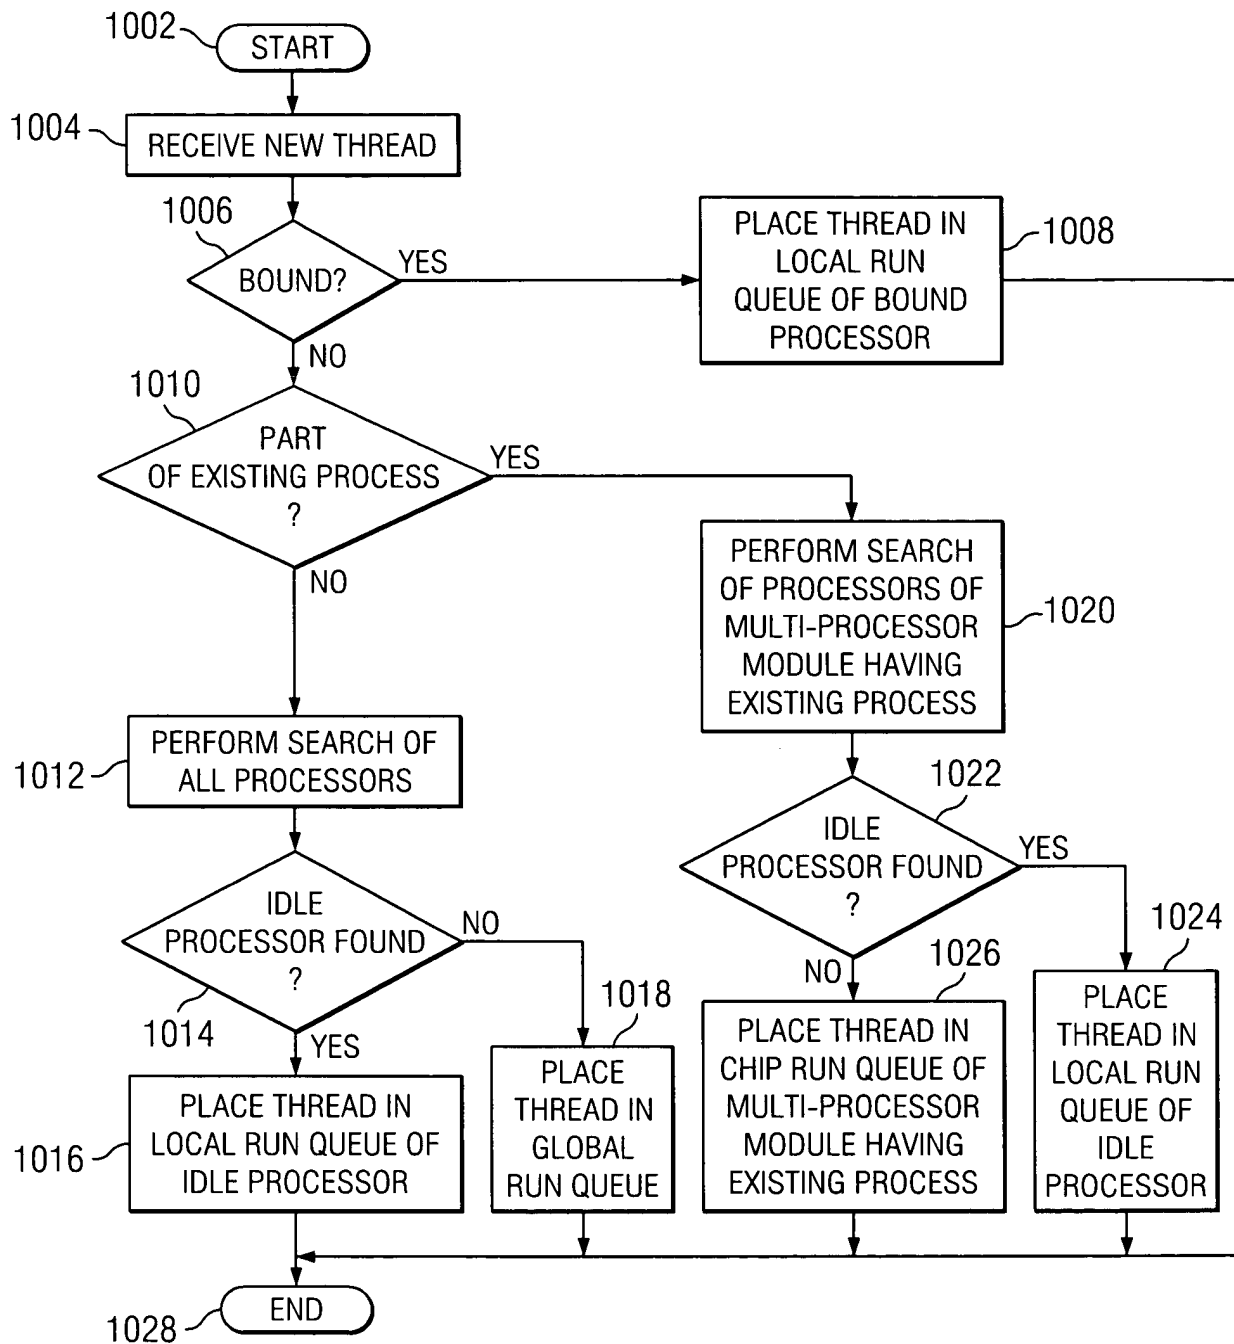 1002
START
1004
RECEIVE NEW THREAD
1006
BOUND?
YES
NO
PLACE THREAD IN
LOCAL RUN
QUEUE OF BOUND
PROCESSOR
1008
1010
PART
OF EXISTING PROCESS
?
YES
NO
PERFORM SEARCH
OF PROCESSORS OF
MULTI-PROCESSOR
MODULE HAVING
EXISTING PROCESS
1020
1012
PERFORM SEARCH OF
ALL PROCESSORS
1022
IDLE
PROCESSOR FOUND
?
YES
NO
IDLE
PROCESSOR FOUND
?
NO
1014
YES
1016
PLACE THREAD IN
LOCAL RUN QUEUE OF
IDLE PROCESSOR
1018
PLACE
THREAD IN
GLOBAL
RUN QUEUE
1026
PLACE THREAD IN
CHIP RUN QUEUE OF
MULTI-PROCESSOR
MODULE HAVING
EXISTING PROCESS
1024
PLACE
THREAD IN
LOCAL RUN
QUEUE OF
IDLE
PROCESSOR
END
1028